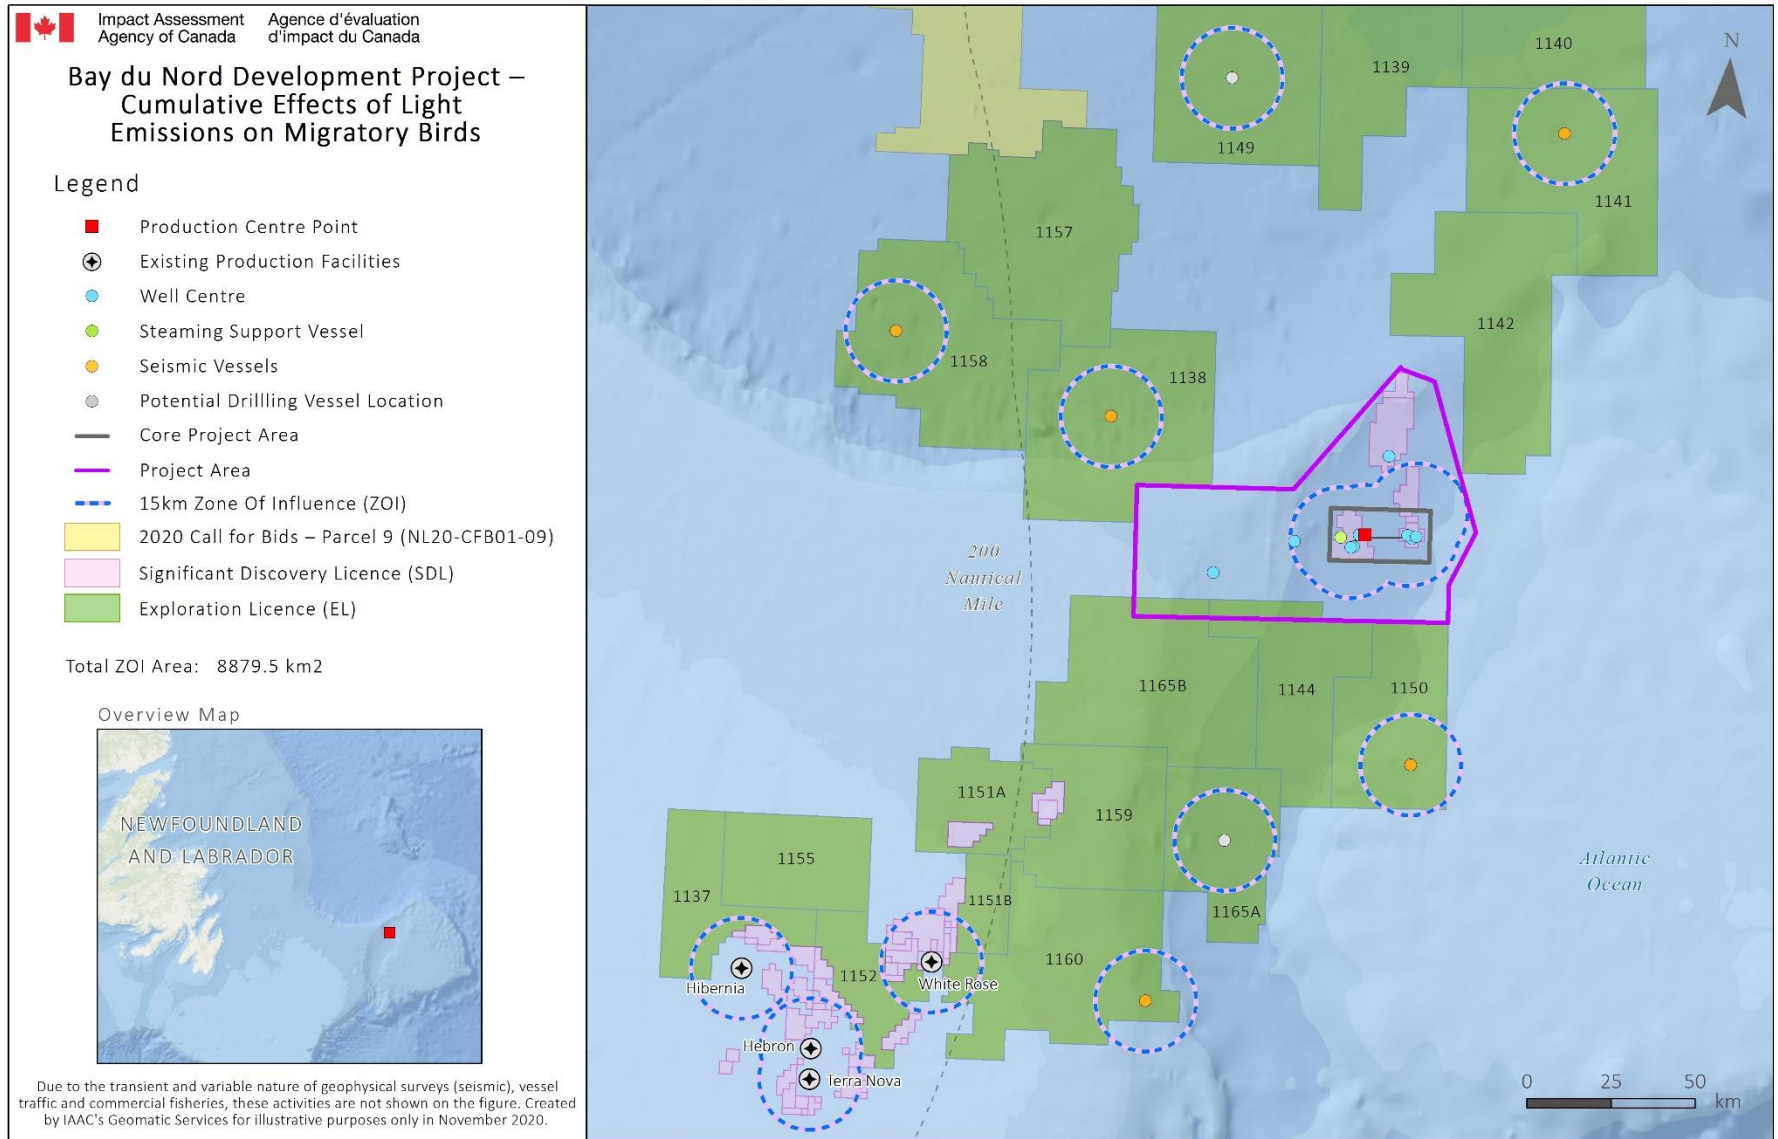 Impact Assessment
Agency of Canada
Agence d'évaluation
d'impact du Canada
Bay du Nord Development Project –
Cumulative Effects of Light
Emissions on Migratory Birds
Legend
Production Centre Point
Existing Production Facilities
Well Centre
Steaming Support Vessel
Seismic Vessels
Potential Drillling Vessel Location
Core Project Area
Project Area
15km Zone Of Influence (ZOI)
2020 Call for Bids – Parcel 9 (NL20-CFB01-09)
Significant Discovery Licence (SDL)
Exploration Licence (EL)
Total ZOI Area: 8879.5 km2
Overview Map
NEWFOUNDLAND
AND LABRADOR
Due to the transient and variable nature of geophysical surveys (seismic), vessel
traffic and commercial fisheries, these activities are not shown on the figure. Created
by IAAC's Geomatic Services for illustrative purposes only in November 2020.
N
1140
1139
1149
1141
1157
1142
1158
1138
200
Nautical
Mile
1165B
1144
1150
1151A
1159
1155
1137
1151B
1165A
1152
1160
Hibernia
White Rose
Hebron
Terra Nova
Atlantic
Ocean
0 25 50
km